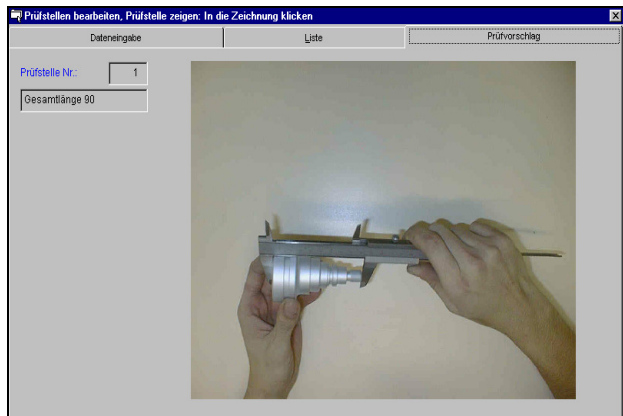 Prüfstellen bearbeiten, Prüfstelle zeigen: In die Zeichnung klicken
Dateneingabe
Liste
Prüfvorschlag
Prüfstelle Nr.: 1
Gesamtlänge 90